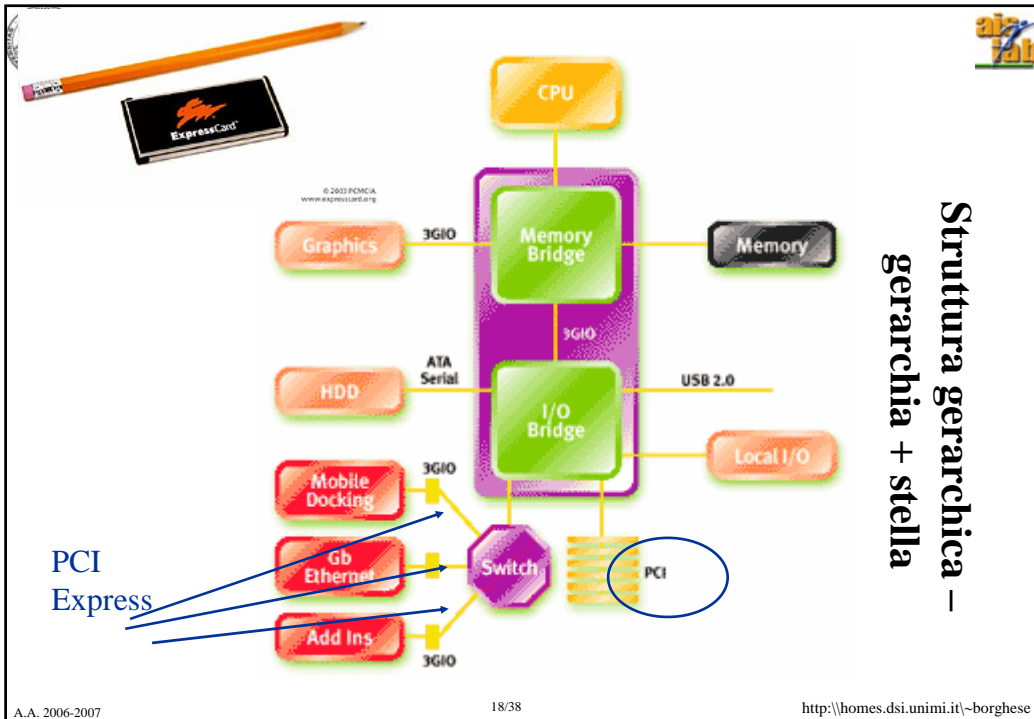 ExpressCard
© 2003 PCMCIA
www.expresscard.org
CPU
Graphics
3GIO
Memory
Bridge
Memory
3GIO
HDD
ATA
Serial
I/O
Bridge
USB 2.0
Local I/O
Mobile
Docking
3GIO
Gb
Ethernet
Switch
PCI
Add Ins
3GIO
PCI
Express
Struttura gerarchica –
gerarchia + stella
A.A. 2006-2007
18/38
http:\\homes.dsi.unimi.it\~borghese